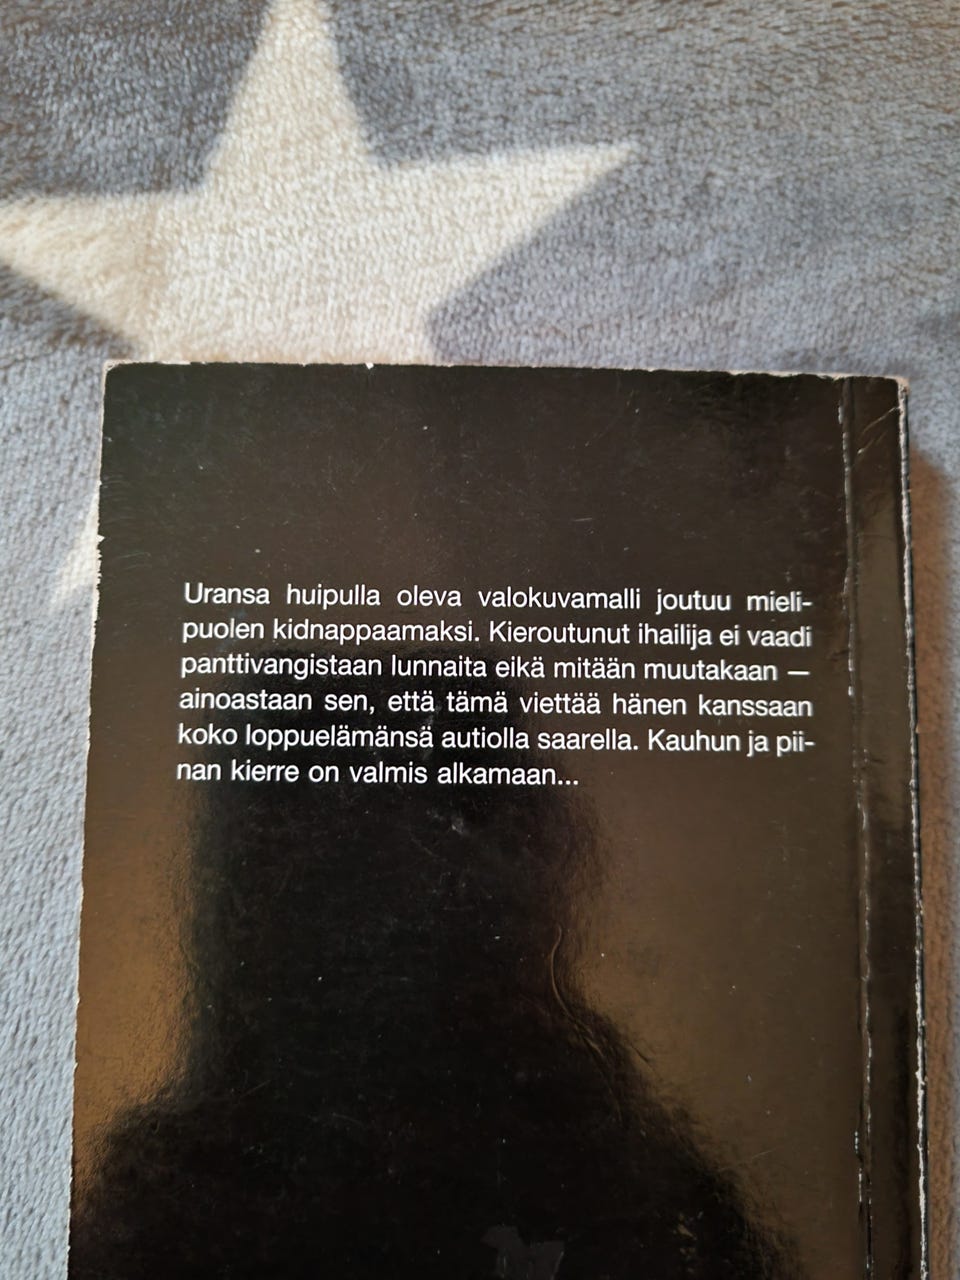 Uransa huipulla oleva valokuvamalli joutuu mieli-
puolen kidnappaamaksi. Kieroutunut ihailija ei vaadi
panttivangistaan lunnaita eikä mitään muutakaan —
ainoastaan sen, että tämä viettää hänen kanssaan
koko loppuelämänsä autiolla saarella. Kauhun ja pii-
nan kierre on valmis alkamaan...